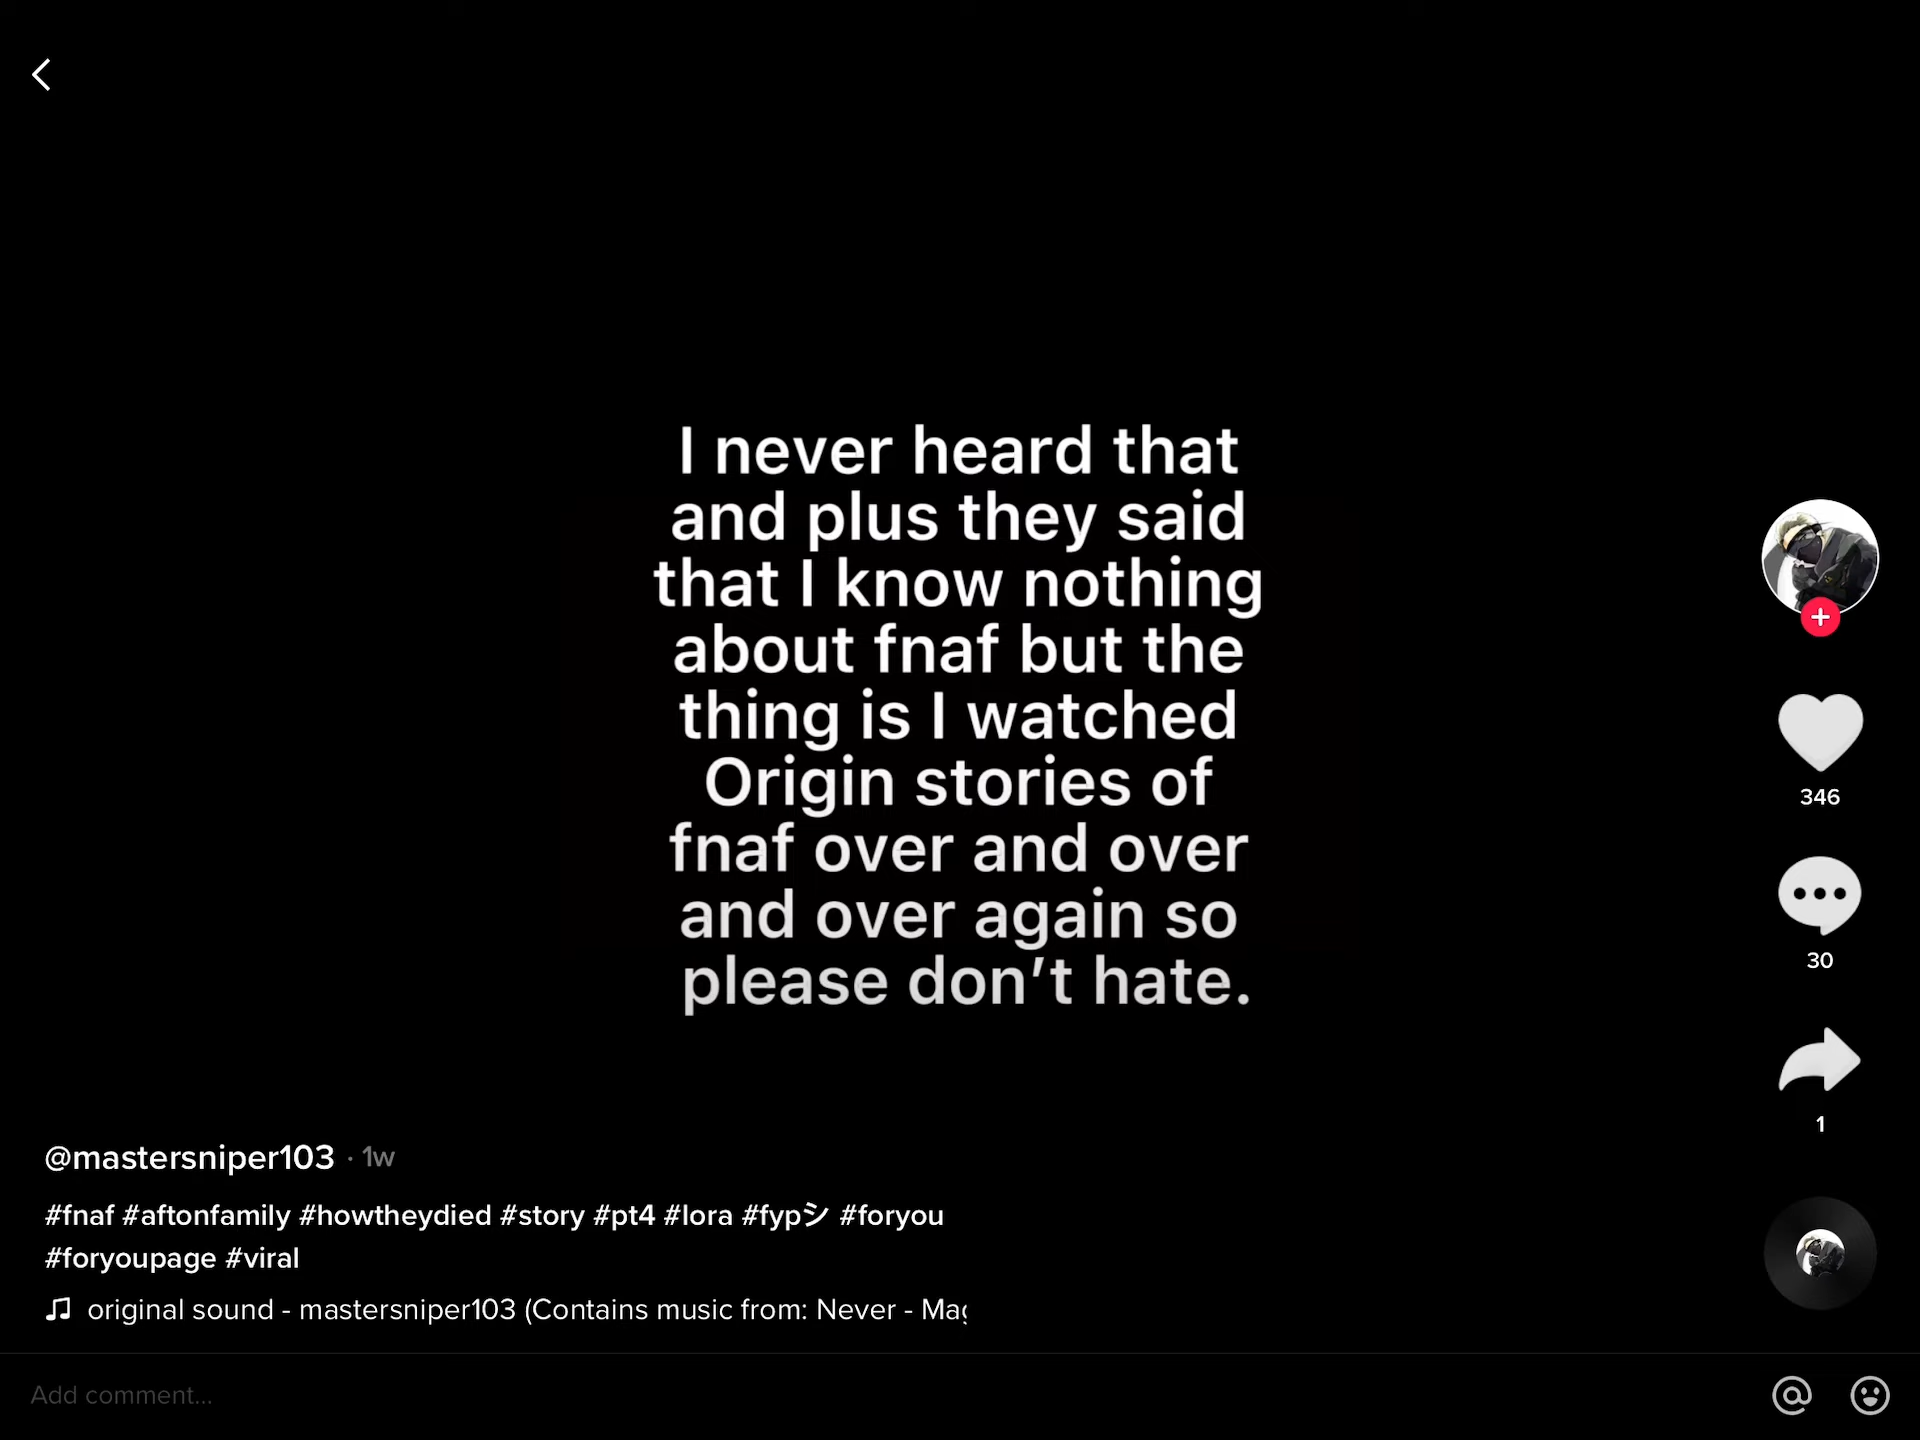 I never heard that
and plus they said
that I know nothing
about fnaf but the
thing is I watched
Origin stories of
fnaf over and over
and over again so
please don't hate.
346
30
1
@mastersniper103 · 1w
#fnaf #aftonfamily #howtheydied #story #pt4 #lora #fypシ #foryou
#foryoupage #viral
original sound - mastersniper103 (Contains music from: Never - Mag
Add comment...